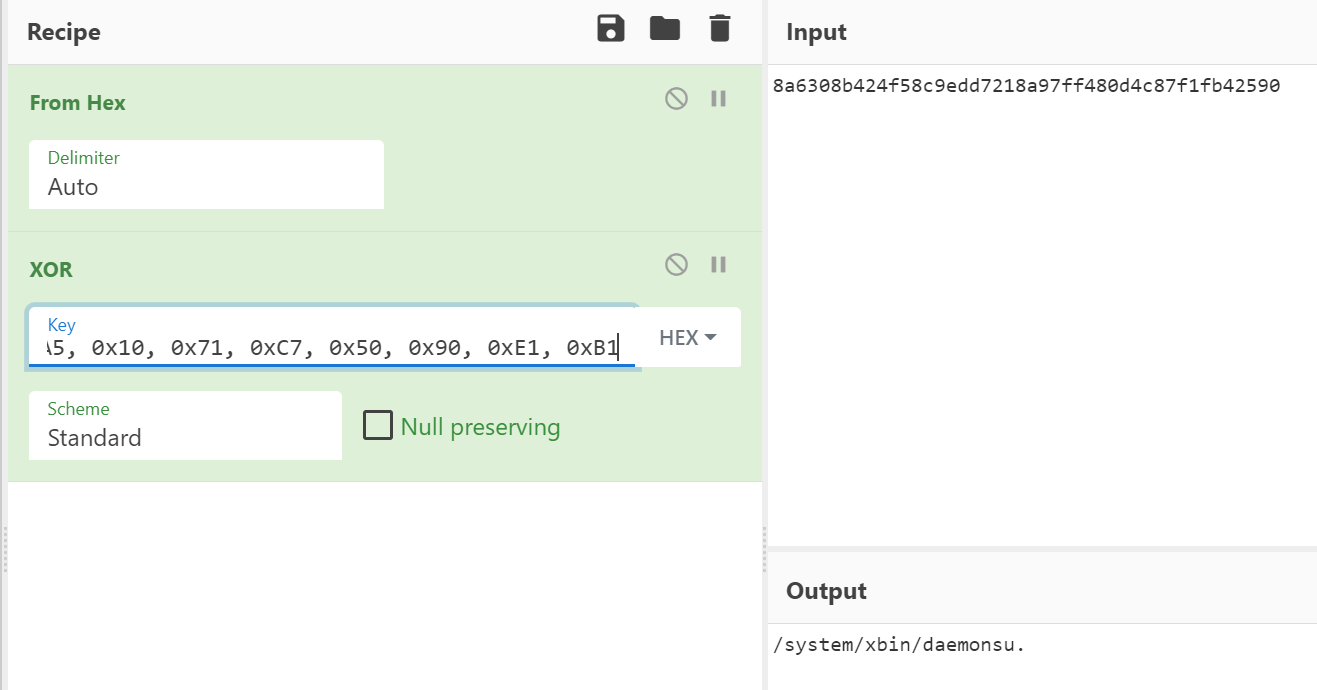 Recipe
From Hex
Delimiter
Auto
XOR
Key
A5, 0x10, 0x71, 0xC7, 0x50, 0x90, 0xE1, 0xB1
HEX
Scheme
Standard
Null preserving
Input
8a6308b424f58c9edd7218a97ff480d4c87f1fb42590
Output
/system/xbin/daemonsu.